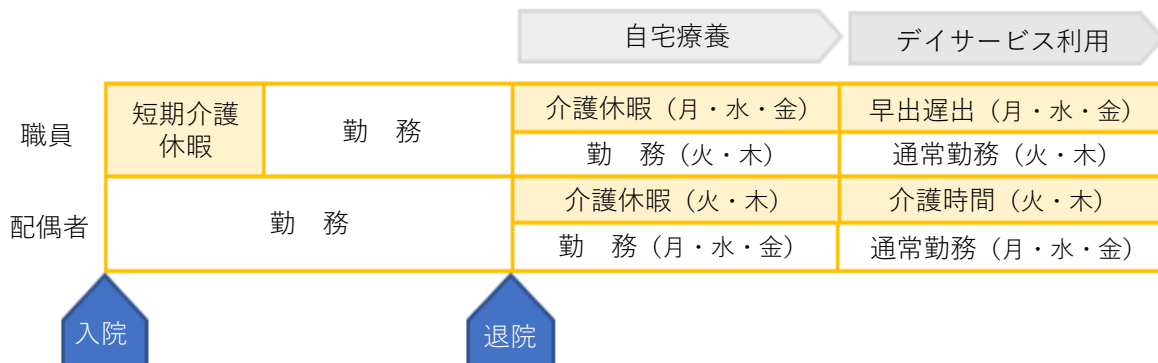 自宅療養
デイサービス利用
職員
短期介護
休暇
勤　務
介護休暇（月・水・金）
早出遅出（月・水・金）
勤　務（火・木）
通常勤務（火・木）
配偶者
勤　務
介護休暇（火・木）
介護時間（火・木）
勤　務（月・水・金）
通常勤務（月・水・金）
入院
退院